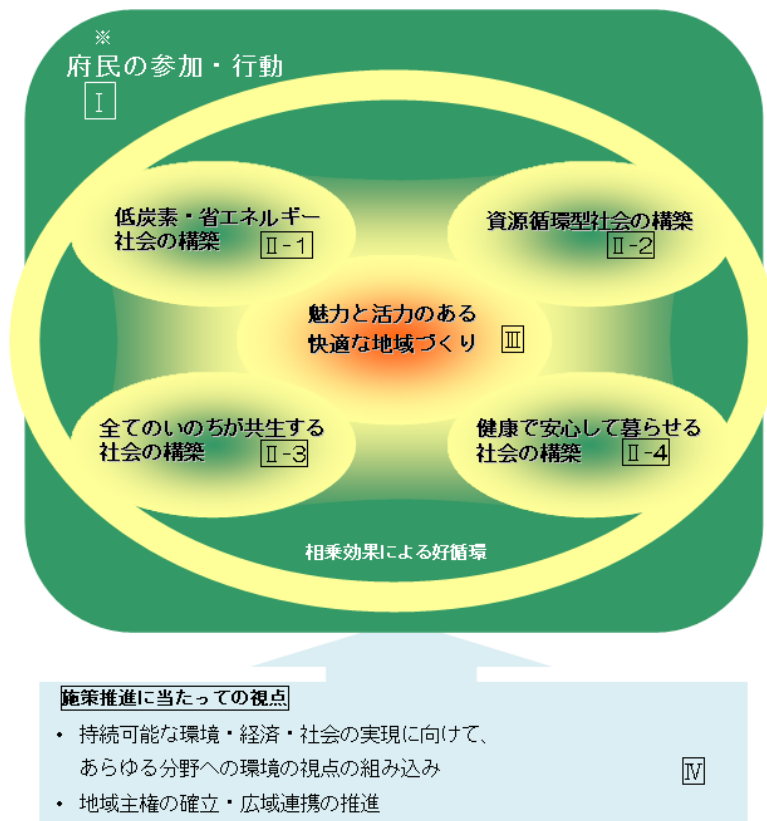 ※
府民の参加・行動
Ⅰ
低炭素・省エネルギー
社会の構築 Ⅱ-1
資源循環型社会の構築
Ⅱ-2
魅力と活力のある
快適な地域づくり Ⅲ
全てのいのちが共生する
社会の構築 Ⅱ-3
健康で安心して暮らせる
社会の構築 Ⅱ-4
相乗効果による好循環
施策推進に当たっての視点
・ 持続可能な環境・経済・社会の実現に向けて、
あらゆる分野への環境の視点の組み込み
Ⅳ
・ 地域主権の確立・広域連携の推進